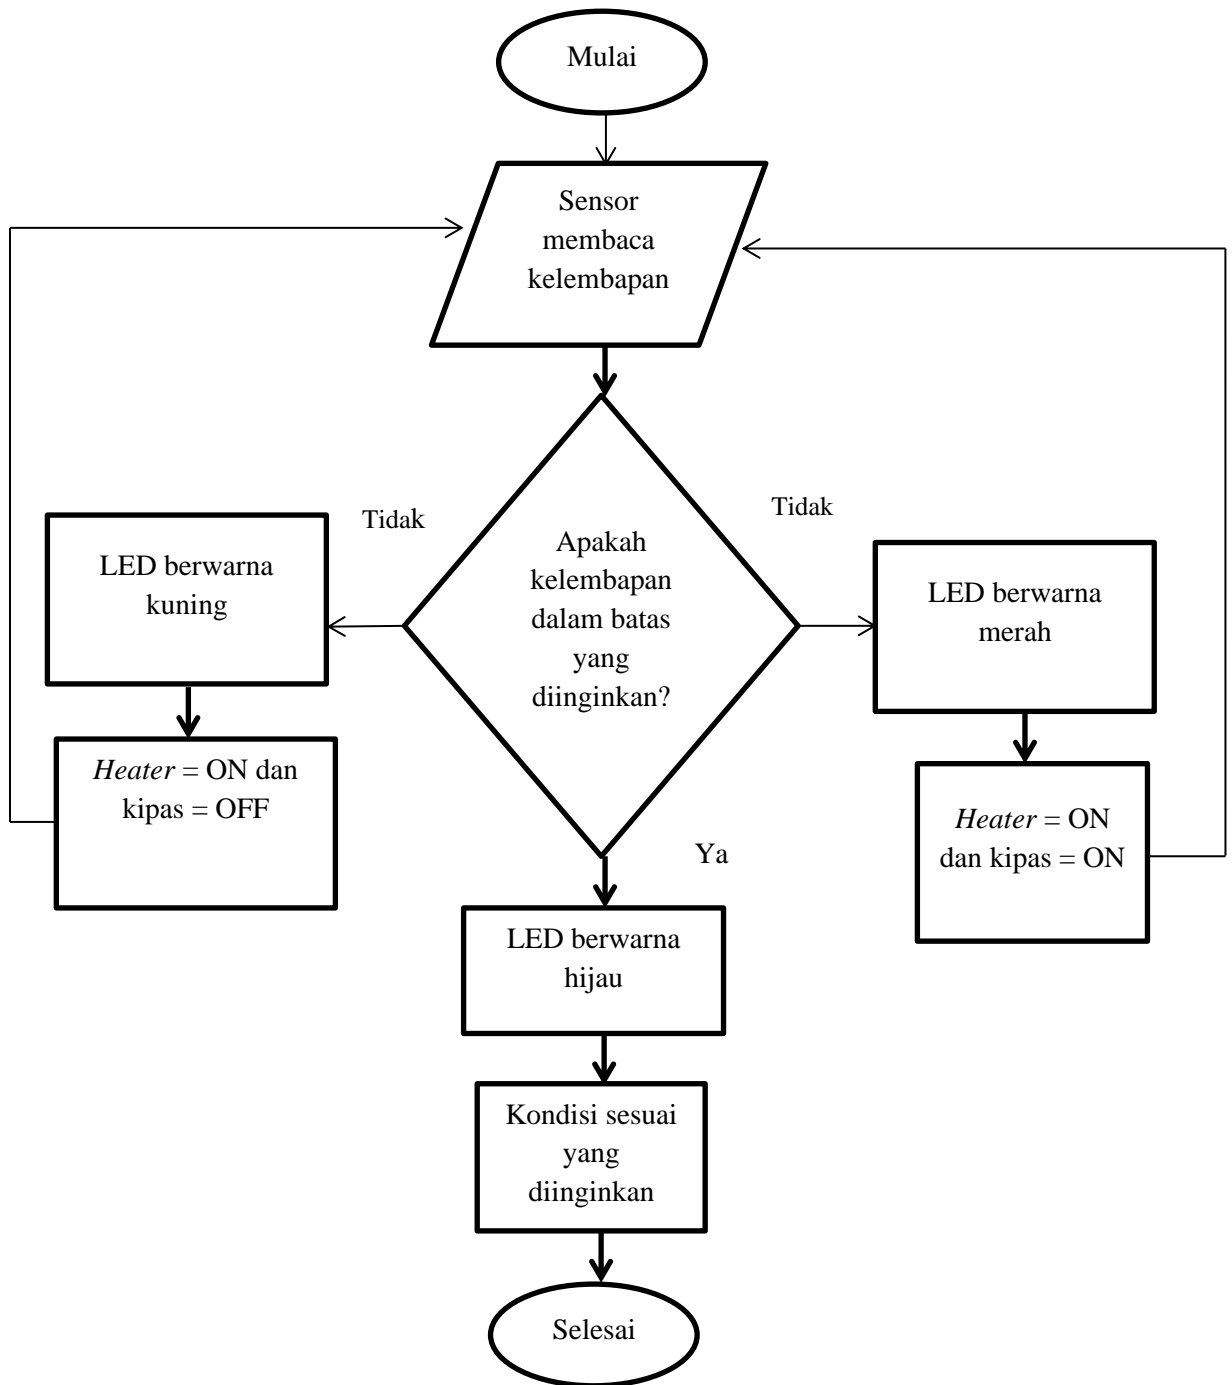 Mulai
Sensor
membaca
kelembapan
Tidak
Tidak
Apakah
kelembapan
dalam batas
yang
diinginkan?
LED berwarna
kuning
LED berwarna
merah
Heater = ON dan
kipas = OFF
Heater = ON
dan kipas = ON
Ya
LED berwarna
hijau
Kondisi sesuai
yang
diinginkan
Selesai